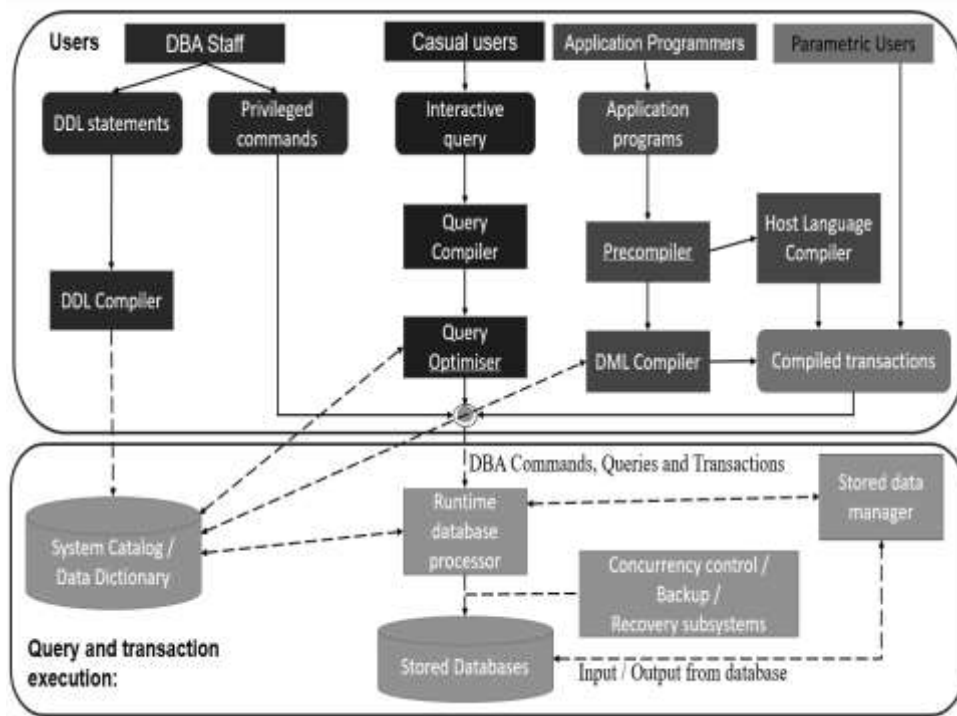 Users
DBA Staff
Casual users
Application Programmers
Parametric Users
DDL statements
Privileged
commands
Interactive
query
Application
programs
Query
Compiler
Precompiler
Host Language
Compiler
DDL Compiler
Query
Optimiser
DML Compiler
Compiled transactions
DBA Commands, Queries and Transactions
System Catalog /
Data Dictionary
Runtime
database
processor
Stored data
manager
Concurrency control /
Backup /
Recovery subsystems
Query and transaction
execution:
Stored Databases
Input / Output from database